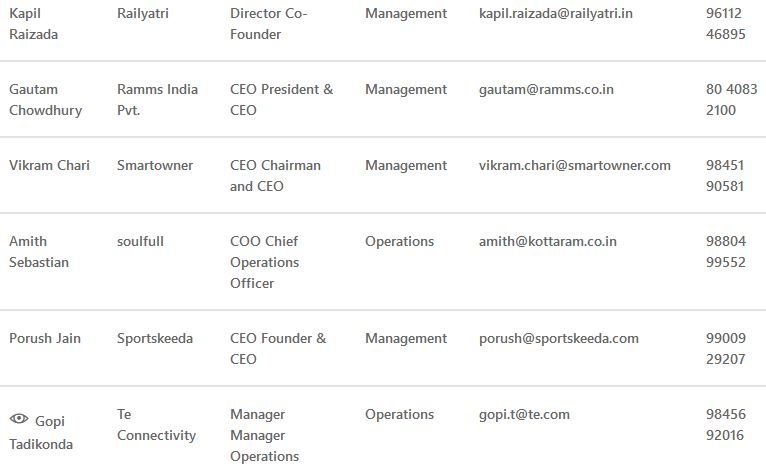 Kapil Railyatri Director Co- Management kapil.raizada@railyatri.in 96112
Raizada Founder 46895
Gautam Ramms India CEO President & Management gautam@ramms.co.in 80 4083
Chowdhury Pvt. CEO 2100
Vikram Chari Smartowner CEO Chairman Management vikram.chari@smartowner.com 98451
and CEO 90581
Amith soulfull COO Chief Operations amith@kottaram.co.in 98804
Sebastian Operations 99552
Officer
Porush Jain Sportskeeda CEO Founder & Management porush@sportskeeda.com 99009
CEO 29207
Gopi Te Manager Operations gopi.t@te.com 98456
Tadikonda Connectivity Manager 92016
Operations